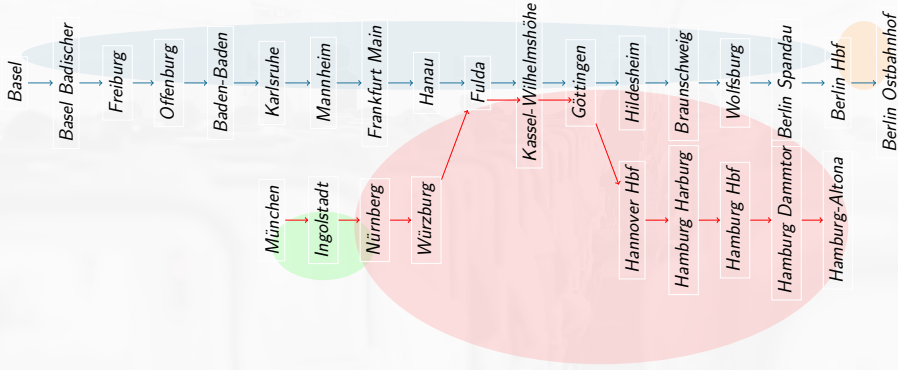 Basel
Basel Badischer
Freiburg
Offenburg
Baden-Baden
Karlsruhe
Mannheim
Frankfurt Main
Hanau
Fulda
Kassel-Wilhelmshöhe
Göttingen
Hildesheim
Braunschweig
Wolfsburg
Berlin Spandau
Berlin Hbf
Berlin Ostbahnhof
München
Ingolstadt
Nürnberg
Würzburg
Hannover Hbf
Hamburg Harburg
Hamburg Hbf
Hamburg Dammtor
Hamburg-Altona